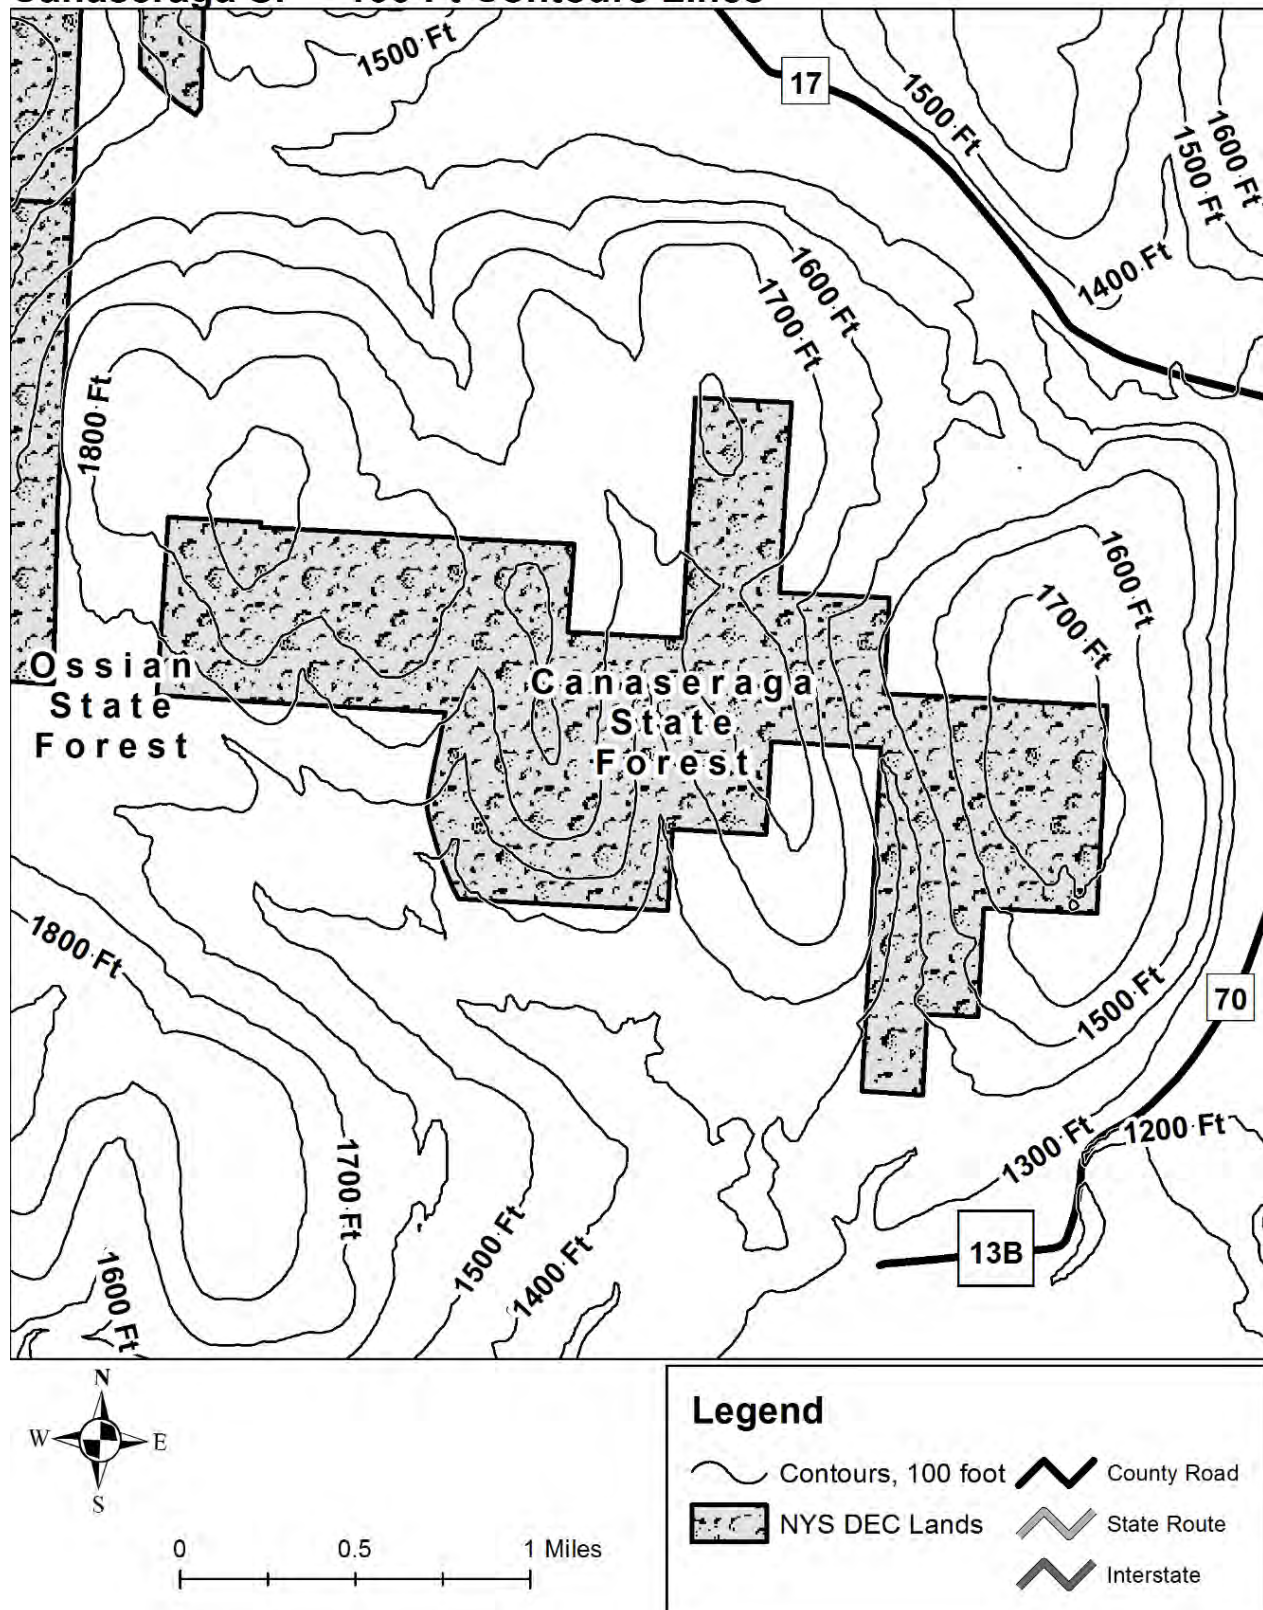 1500 Ft
17
1500 Ft
1600 Ft
1500 Ft
1400 Ft
1600 Ft
1700 Ft
1800 Ft
1600 Ft
1700 Ft
Ossian
State
Forest
Canaseraga
State
Forest
1800 Ft
1500 Ft
70
1700 Ft
1300 Ft
1200 Ft
1500 Ft
1400 Ft
13B
1600 Ft
N
W E
S
0 0.5 1 Miles
Legend
Contours, 100 foot
County Road
NYS DEC Lands
State Route
Interstate